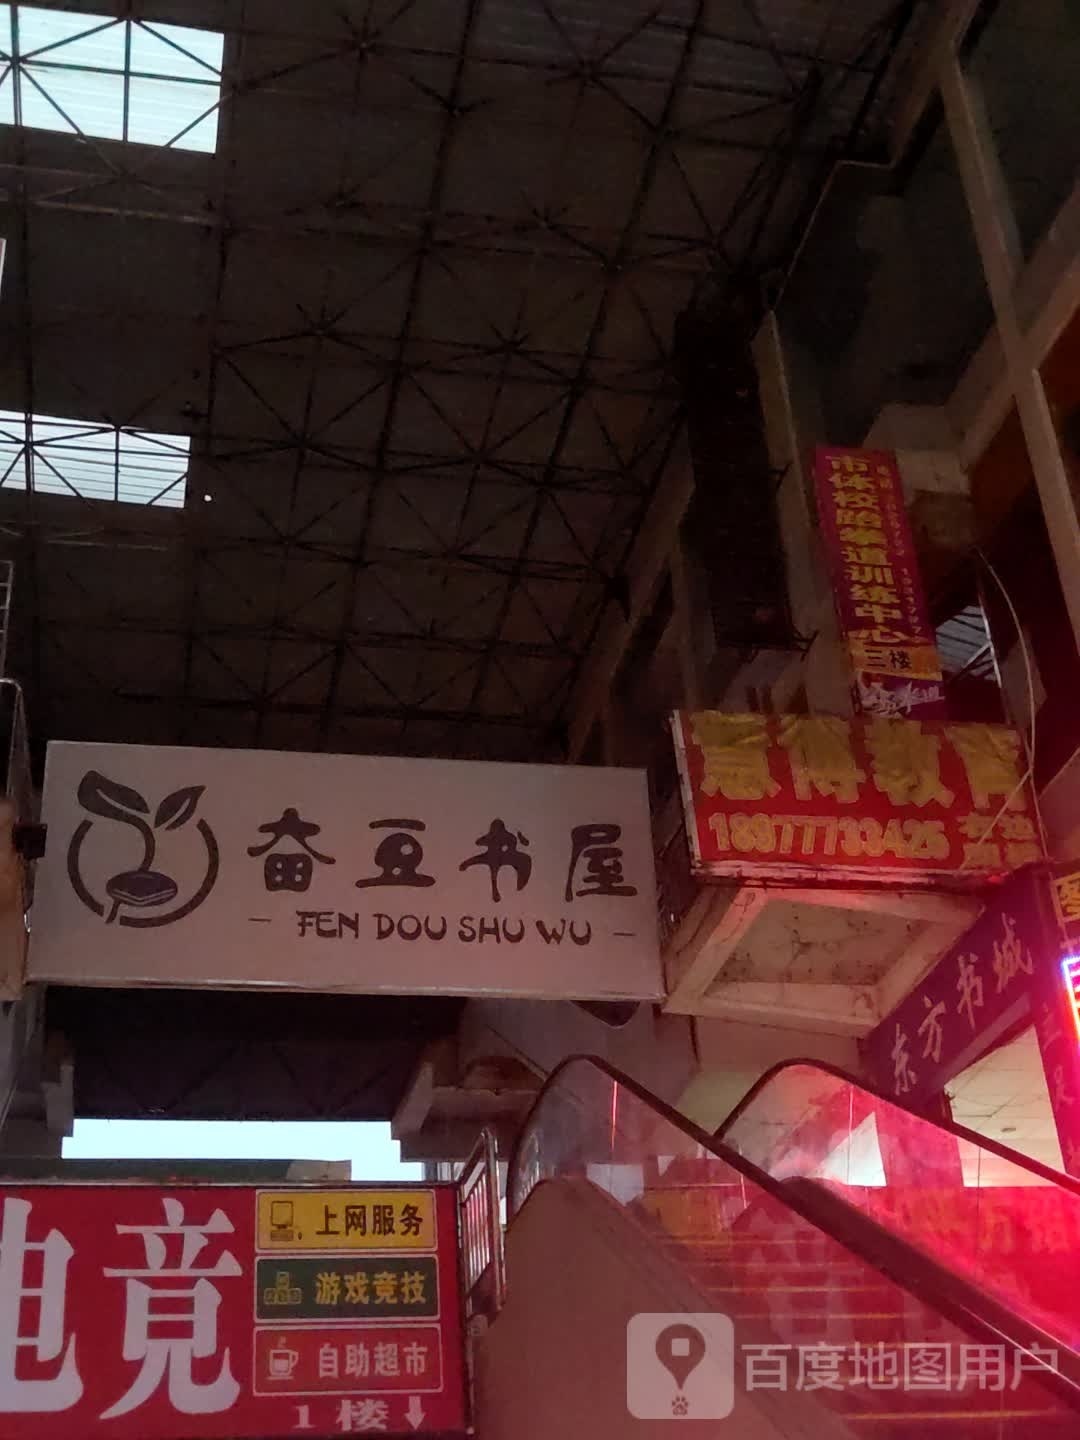 市体校跆拳道训练中心
三楼
慧博教育
18977733425
奋豆书屋
FEN DOU SHU WU
东方书城
电竞
上网服务
游戏竞技
自助超市
1楼
百度地图用户